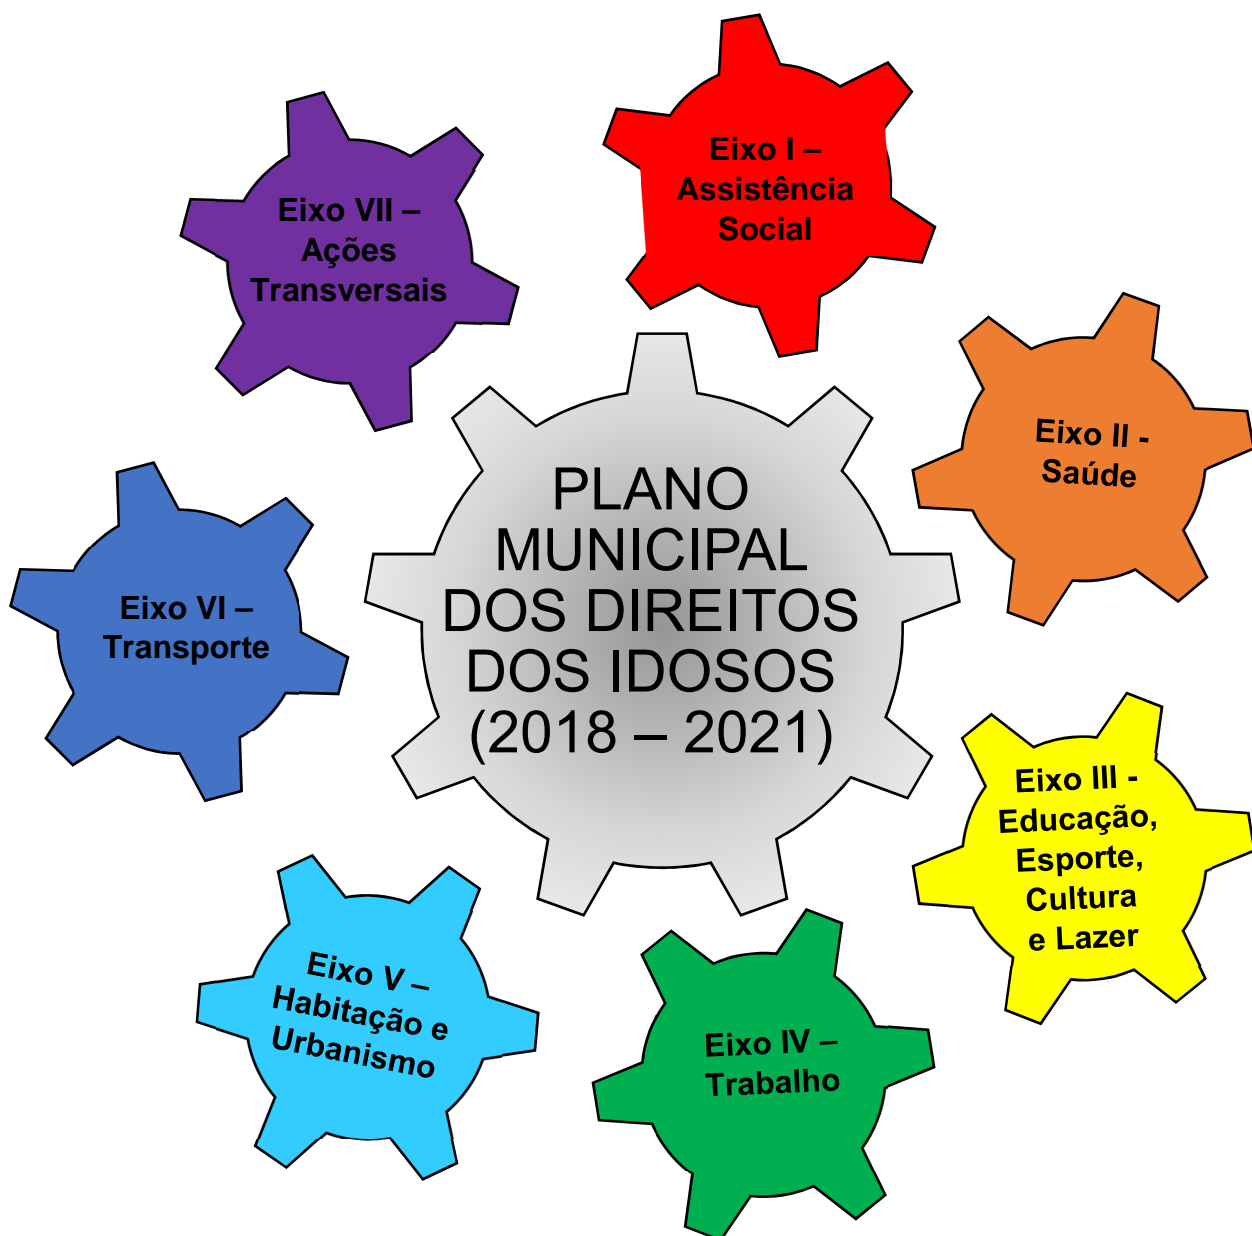 Eixo I –
Assistência
Social
Eixo VII –
Ações
Transversais
Eixo II -
Saúde
PLANO
MUNICIPAL
DOS DIREITOS
DOS IDOSOS
(2018 – 2021)
Eixo VI –
Transporte
Eixo III -
Educação,
Esporte,
Cultura
e Lazer
Eixo V –
Habitação e
Urbanismo
Eixo IV –
Trabalho